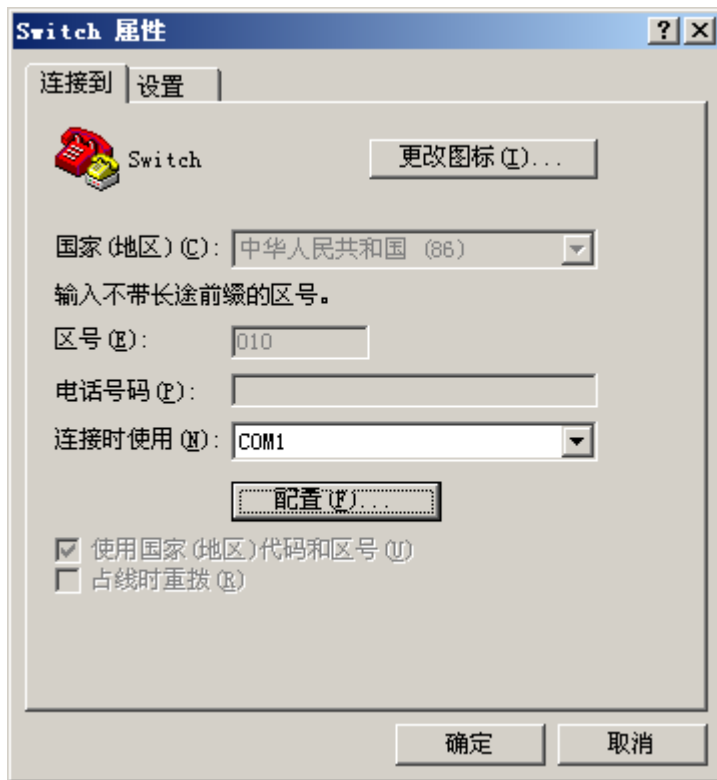 Switch 属性
连接到 设置
Switch 更改图标(I)...
国家(地区)(C): 中华人民共和国 (86)
输入不带长途前缀的区号。
区号(E): 010
电话号码(P):
连接时使用(N): COM1
配置(F)...
使用国家(地区)代码和区号(U)
占线时重拨(R)
确定 取消